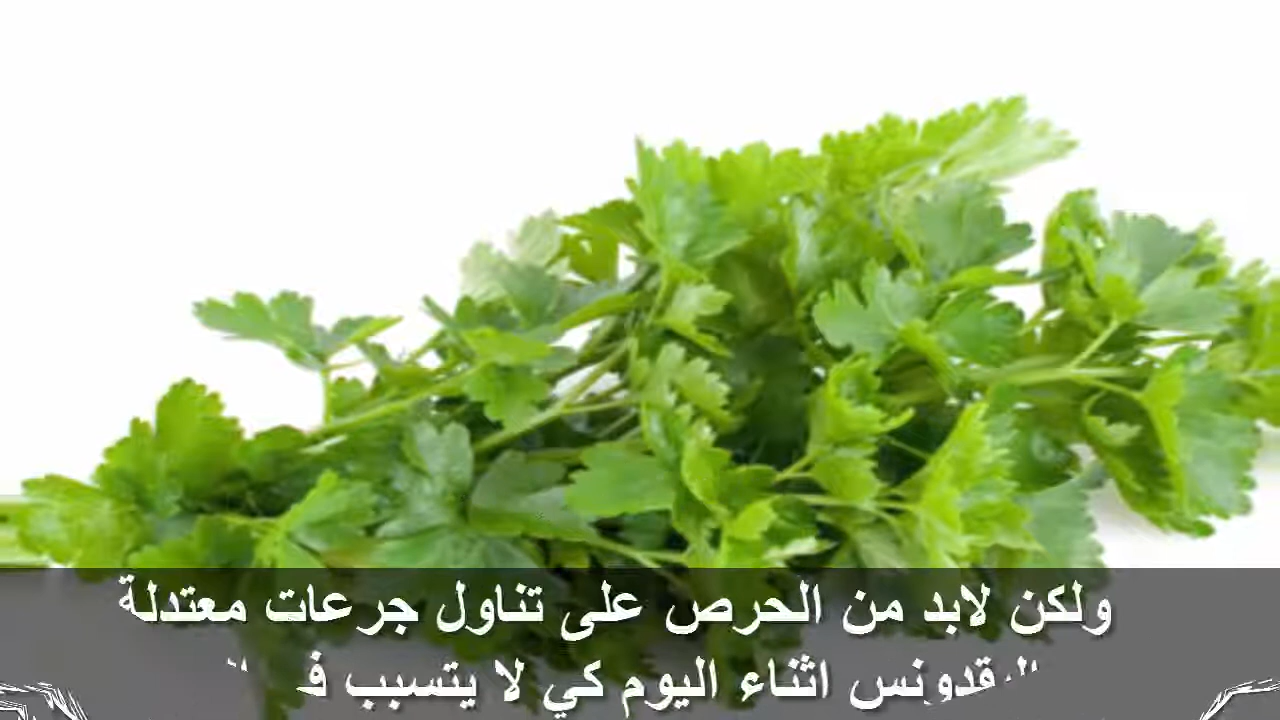 ولكن لابد من الحرص على تناول جرعات معتدلة
اثناء اليوم كي لا يتسبب